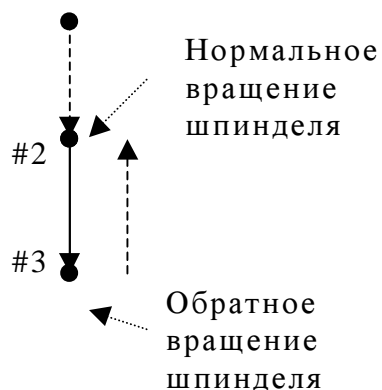 Нормальное
вращение
шпинделя
#2
#3
Обратное
вращение
шпинделя